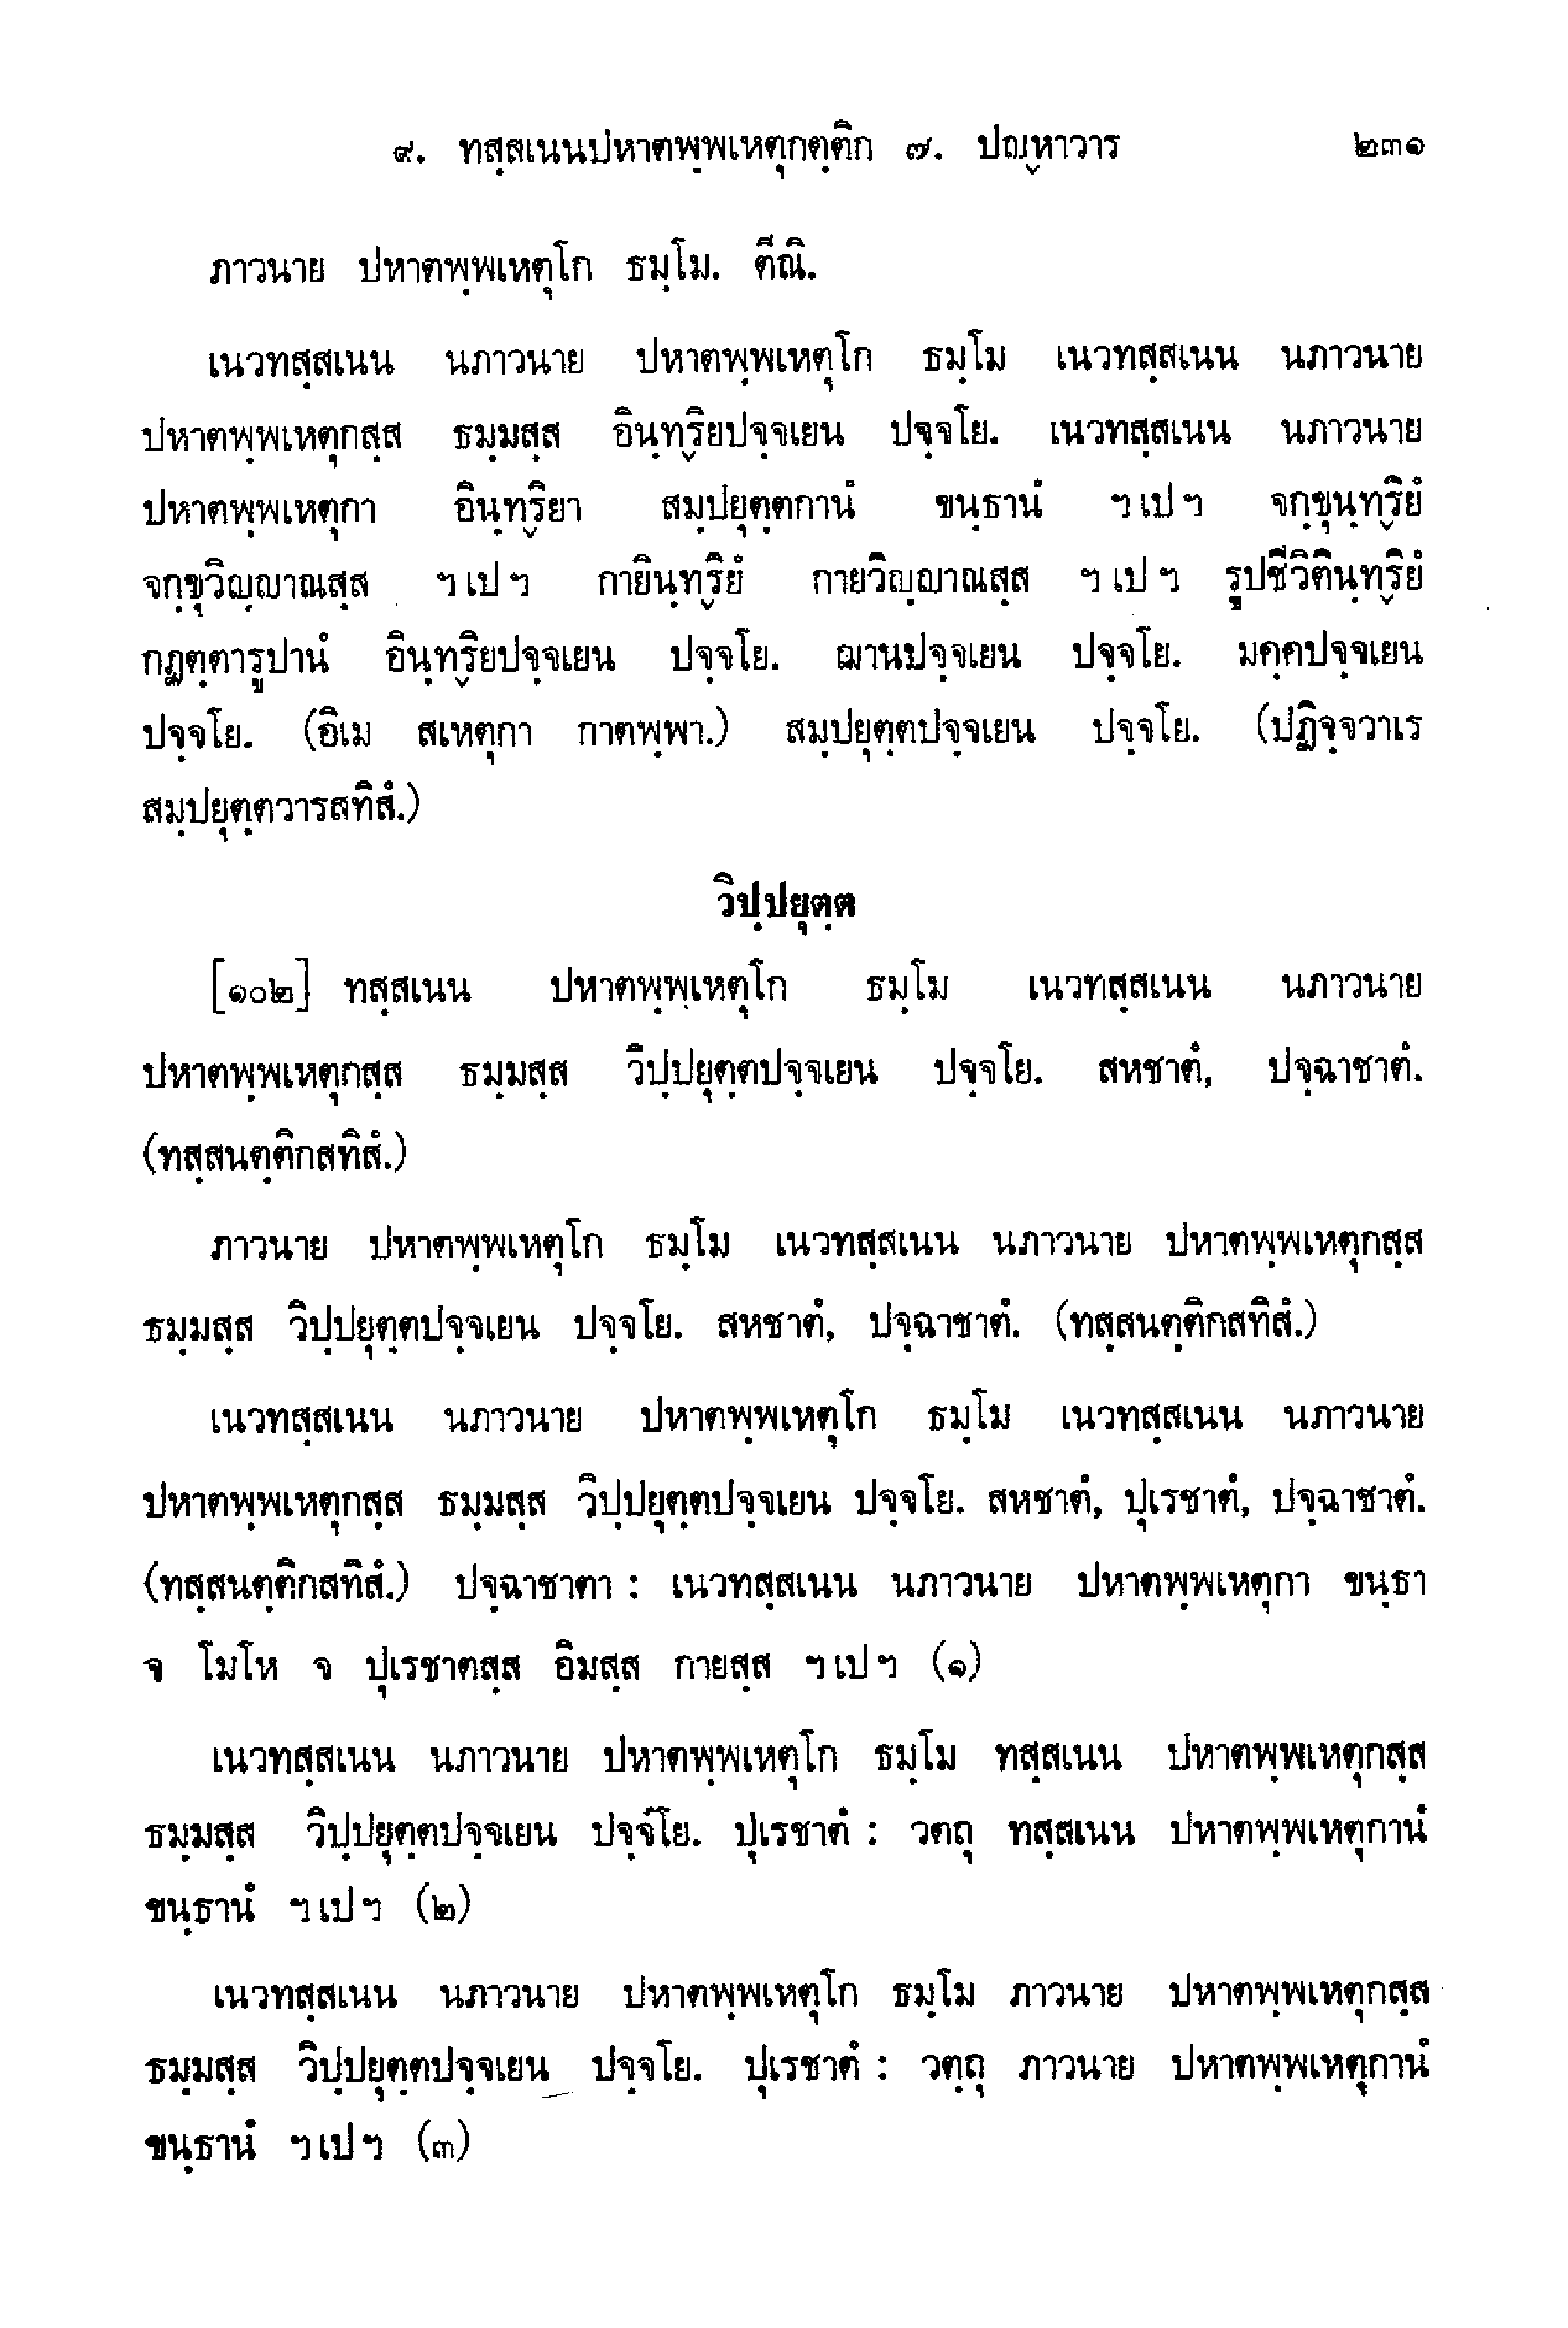 ๙. ทสฺสเนนปหาตพฺพเหตุกตฺติก ๗. ปญฺหาวาร ๒๓๑
ภาวนาย ปหาตพฺพเหตุโก ธมฺโม. ตีณิ.
เนวทสฺสเนน นภาวนาย ปหาตพฺพเหตุโก ธมฺโม เนวทสฺสเนน นภาวนาย
ปหาตพฺพเหตุกสฺส ธมฺมสฺส อินฺทฺริยปจฺจเยน ปจฺจโย. เนวทสฺสเนน นภาวนาย
ปหาตพฺพเหตุกา อินฺทฺริยา สมฺปยุตฺตกานํ ขนฺธานํ ฯ เป ฯ จกฺขุนฺทฺริยํ
จกฺขุวิญฺญาณสฺส ฯ เป ฯ กายินฺทฺริยํ กายวิญฺญาณสฺส ฯ เป ฯ รูปชีวิตินฺทฺริยํ
กฏตฺตารูปานํ อินฺทฺริยปจฺจเยน ปจฺจโย. ฌานปจฺจเยน ปจฺจโย. มคฺคปจฺจเยน
ปจฺจโย. (อิเม สเหตุกา กาตพฺพา.) สมฺปยุตฺตปจฺจเยน ปจฺจโย. (ปฏิจฺจวาเร
สมฺปยุตฺตวารสทิสํ.)
วิปฺปยุตฺต
[๑๐๒] ทสฺสเนน ปหาตพฺพเหตุโก ธมฺโม เนวทสฺสเนน นภาวนาย
ปหาตพฺพเหตุกสฺส ธมฺมสฺส วิปฺปยุตฺตปจฺจเยน ปจฺจโย. สหชาตํ, ปจฺฉาชาตํ.
(ทสฺสนตฺติกสทิสํ.)
ภาวนาย ปหาตพฺพเหตุโก ธมฺโม เนวทสฺสเนน นภาวนาย ปหาตพฺพเหตุกสฺส
ธมฺมสฺส วิปฺปยุตฺตปจฺจเยน ปจฺจโย. สหชาตํ, ปจฺฉาชาตํ. (ทสฺสนตฺติกสทิสํ.)
เนวทสฺสเนน นภาวนาย ปหาตพฺพเหตุโก ธมฺโม เนวทสฺสเนน นภาวนาย
ปหาตพฺพเหตุกสฺส ธมฺมสฺส วิปฺปยุตฺตปจฺจเยน ปจฺจโย. สหชาตํ, ปุเรชาตํ, ปจฺฉาชาตํ.
(ทสฺสนตฺติกสทิสํ.) ปจฺฉาชาตา : เนวทสฺสเนน นภาวนาย ปหาตพฺพเหตุกา ขนฺธา
จ โมโห จ ปุเรชาตสฺส อิมสฺส กายสฺส ฯ เป ฯ (๑)
เนวทสฺสเนน นภาวนาย ปหาตพฺพเหตุโก ธมฺโม ทสฺสเนน ปหาตพฺพเหตุกสฺส
ธมฺมสฺส วิปฺปยุตฺตปจฺจเยน ปจฺจโย. ปุเรชาตํ : วตถุ ทสฺสเนน ปหาตพฺพเหตุกานํ
ขนฺธานํ ฯ เป ฯ (๒)
เนวทสฺสเนน นภาวนาย ปหาตพฺพเหตุโก ธมฺโม ภาวนาย ปหาตพฺพเหตุกสฺส
ธมฺมสฺส วิปฺปยุตฺตปจฺจเยน ปจฺจโย. ปุเรชาตํ : วตฺถุ ภาวนาย ปหาตพฺพเหตุกานํ
ขนฺธานํ ฯ เป ฯ (๓)